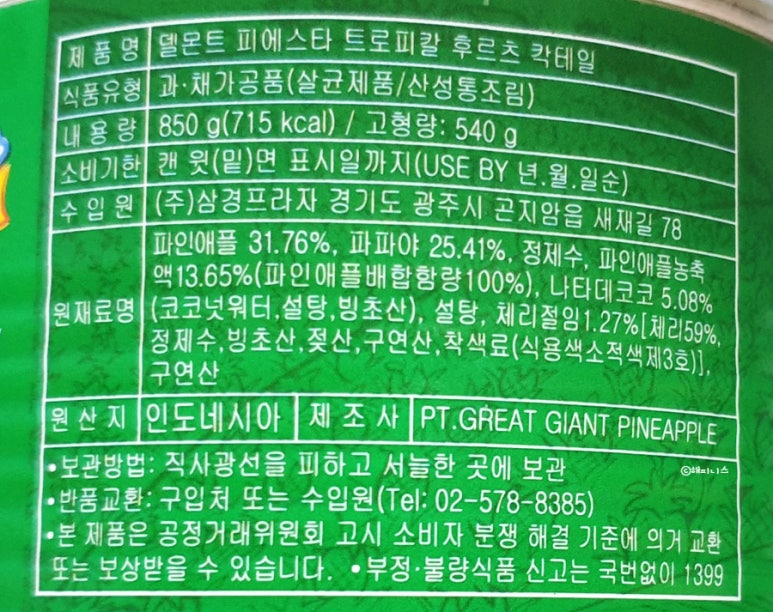 제 품 명 델몬트 피에스타 트로피칼 후르츠 칵테일
식품유형 과·채가공품(살균제품/산성통조림)
내 용 량 850 g(715 kcal) / 고형량: 540 g
소비기한 캔 윗(밑)면 표시일까지(USE BY 년.월.일순)
수 입 원 (주)삼경프라자 경기도 광주시 곤지암읍 새재길 78
원재료명 파인애플 31.76%, 파파야 25.41%, 정제수, 파인애플농축
액13.65%(파인애플배합함량100%), 나타데코코 5.08%
(코코넛워터,설탕,빙초산), 설탕, 체리절임1.27%[체리59%,
정제수,빙초산,젖산,구연산,착색료(식용색소적색제3호)],
구연산
원 산 지 인도네시아 제 조 사 PT.GREAT GIANT PINEAPPLE
•보관방법: 직사광선을 피하고 서늘한 곳에 보관
©해피니스
•반품교환: 구입처 또는 수입원(Tel: 02-578-8385)
•본 제품은 공정거래위원회 고시 소비자 분쟁 해결 기준에 의거 교환
또는 보상받을 수 있습니다. •부정·불량식품 신고는 국번없이 1399